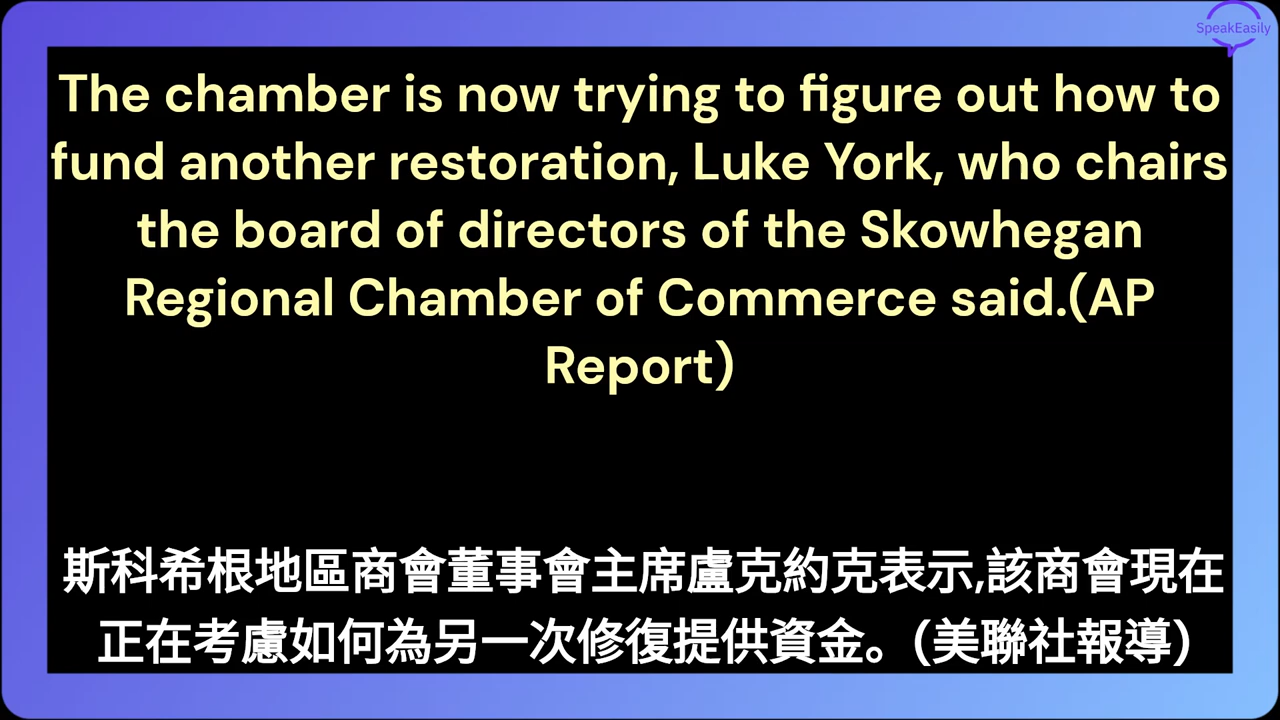 SpeakEasily
The chamber is now trying to figure out how to
fund another restoration, Luke York, who chairs
the board of directors of the Skowhegan
Regional Chamber of Commerce said.(AP
Report)
斯科希根地區商會董事會主席盧克約克表示,該商會現在
正在考慮如何為另一次修復提供資金。(美聯社報導)